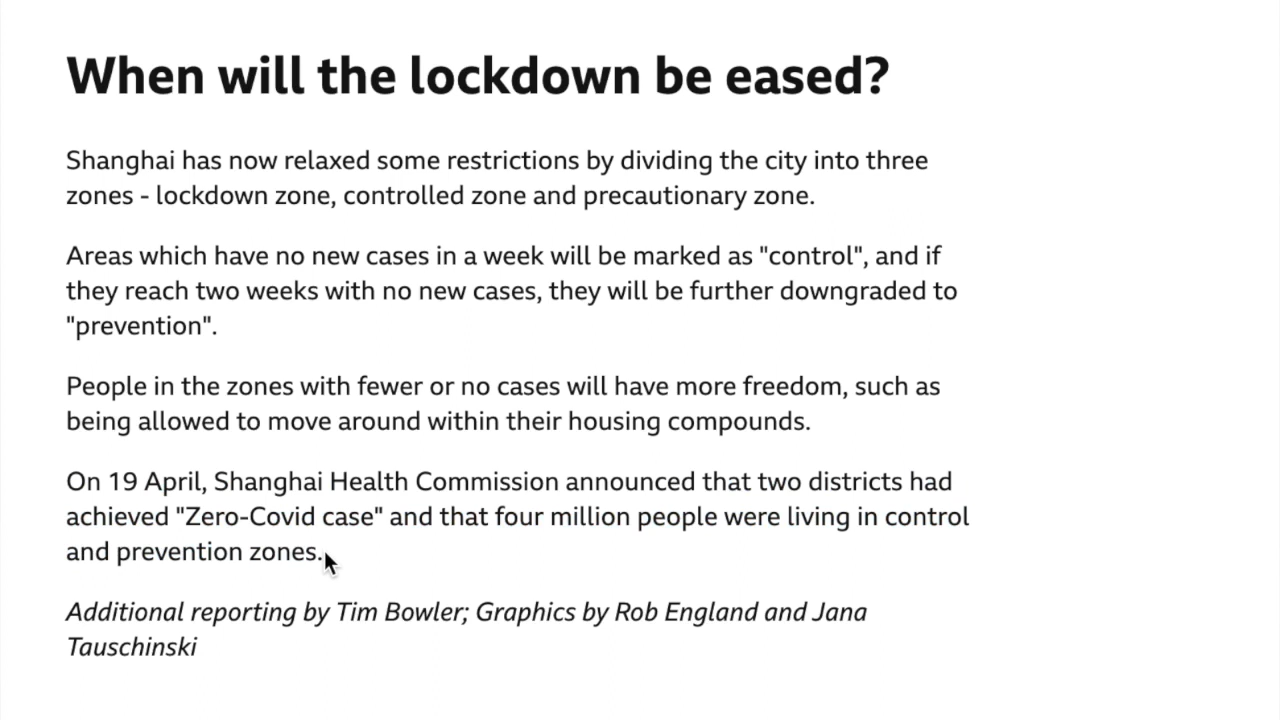 When will the lockdown be eased?
Shanghai has now relaxed some restrictions by dividing the city into three
zones - lockdown zone, controlled zone and precautionary zone.
Areas which have no new cases in a week will be marked as "control", and if
they reach two weeks with no new cases, they will be further downgraded to
"prevention".
People in the zones with fewer or no cases will have more freedom, such as
being allowed to move around within their housing compounds.
On 19 April, Shanghai Health Commission announced that two districts had
achieved "Zero-Covid case" and that four million people were living in control
and prevention zones.
Additional reporting by Tim Bowler; Graphics by Rob England and Jana
Tauschinski